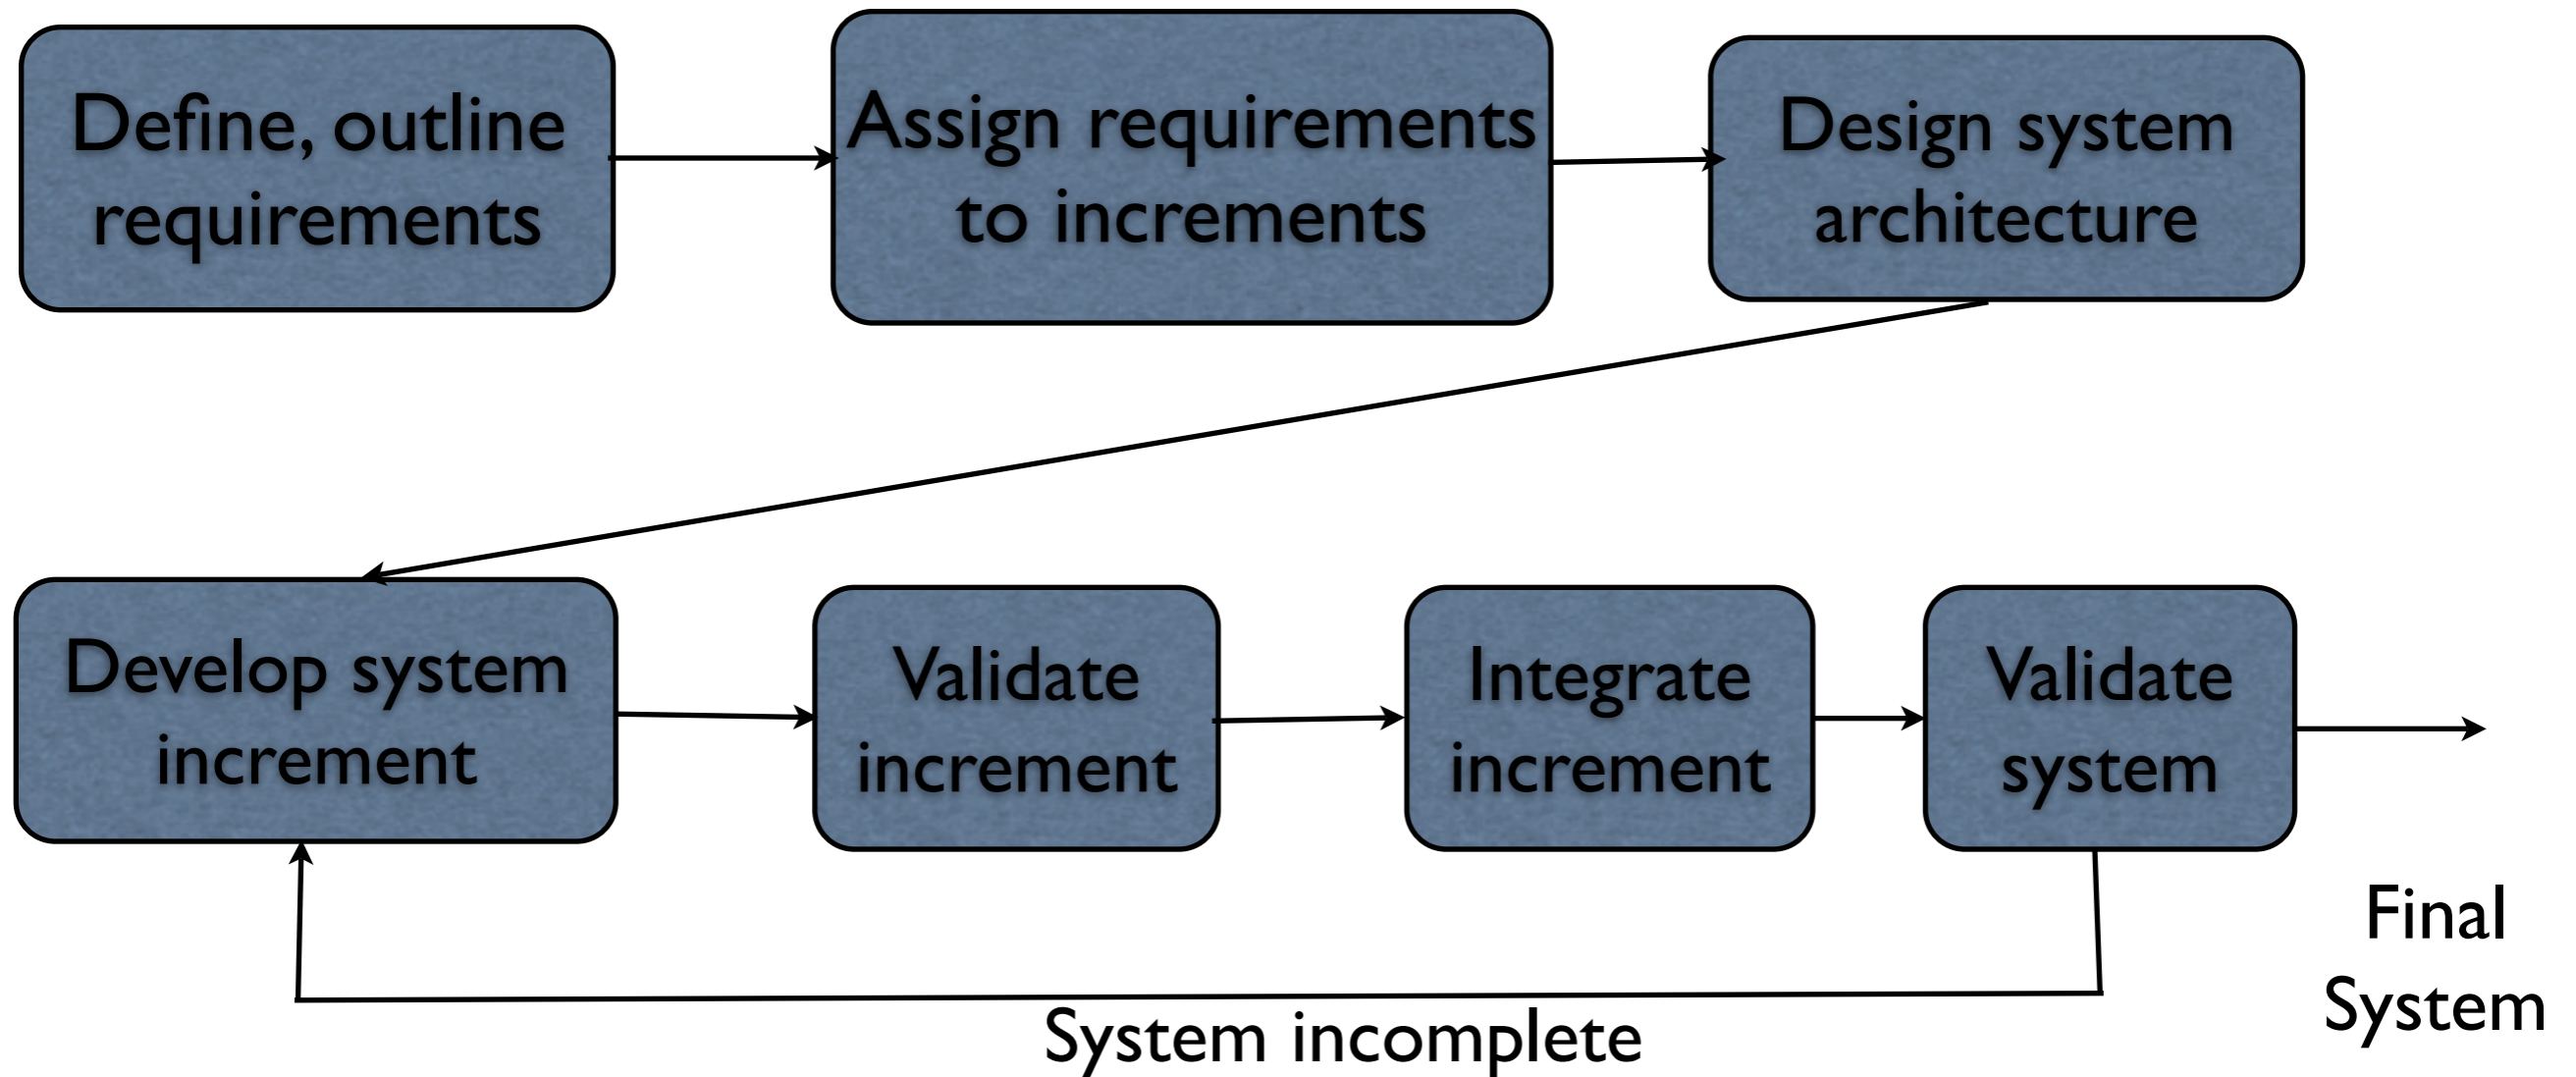 Define, outline
requirements
Assign requirements
to increments
Design system
architecture
Develop system
increment
Validate
increment
Integrate
increment
Validate
system
Final
System
System incomplete